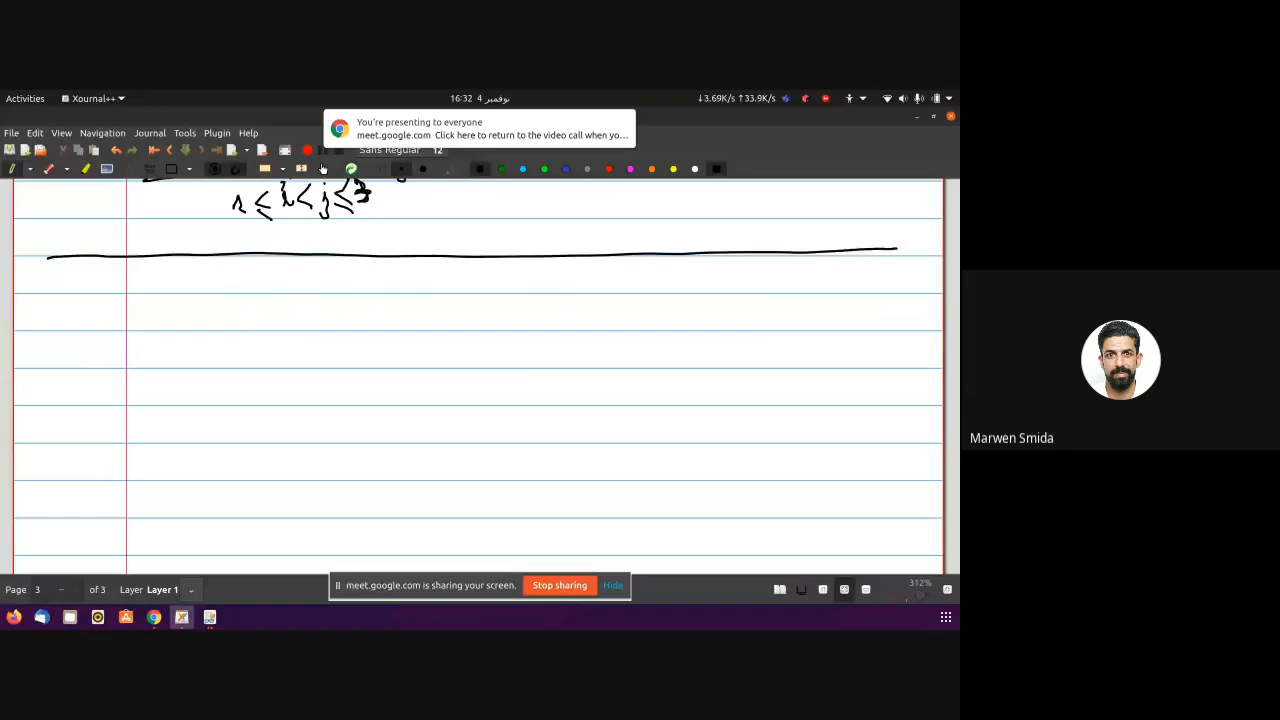 Activities Xournal++ 16:32 4 نوفمبر ↓3.69K/s ↑33.9K/s
You're presenting to everyone
meet.google.com Click here to return to the video call when yo...
File Edit View Navigation Journal Tools Plugin Help
Sans Regular 12
1 ≤ i < j ≤ 3
Marwen Smida
meet.google.com is sharing your screen. Stop sharing Hide
Page 3 of 3 Layer Layer 1 312%